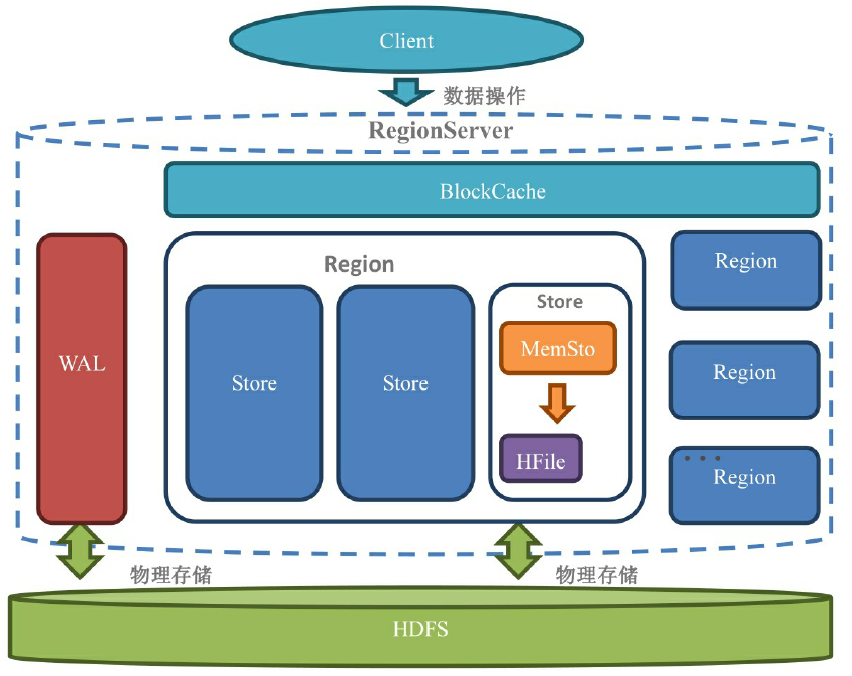 Client
数据操作
RegionServer
BlockCache
WAL
Region
Store
Store
Store
MemSto
HFile
Region
Region
• • •
Region
物理存储
物理存储
HDFS